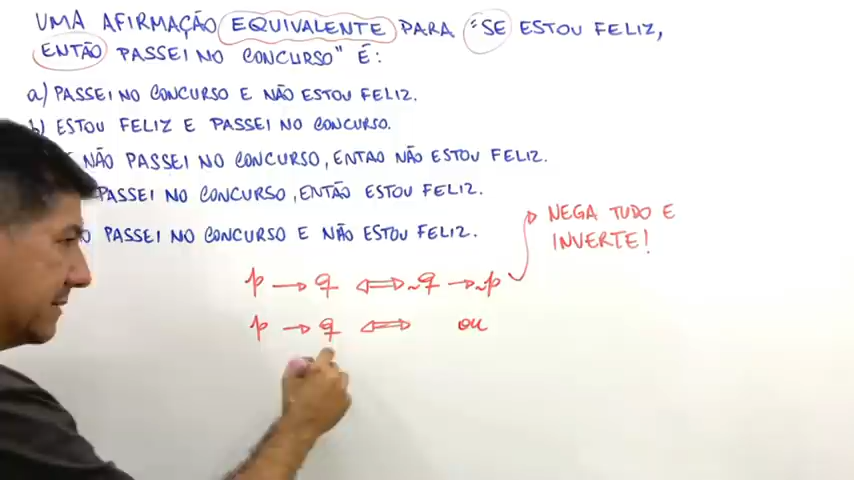 UMA AFIRMAÇÃO EQUIVALENTE PARA "SE ESTOU FELIZ,
ENTÃO PASSEI NO CONCURSO" É:
a) PASSEI NO CONCURSO E NÃO ESTOU FELIZ.
b) ESTOU FELIZ E PASSEI NO CONCURSO.
NÃO PASSEI NO CONCURSO, ENTAO NÃO ESTOU FELIZ.
PASSEI NO CONCURSO, ENTÃO ESTOU FELIZ.
PASSEI NO CONCURSO E NÃO ESTOU FELIZ.
NEGA TUDO E
INVERTE!
p → q ⟺ ~q → ~p
p → q ⟺ ou